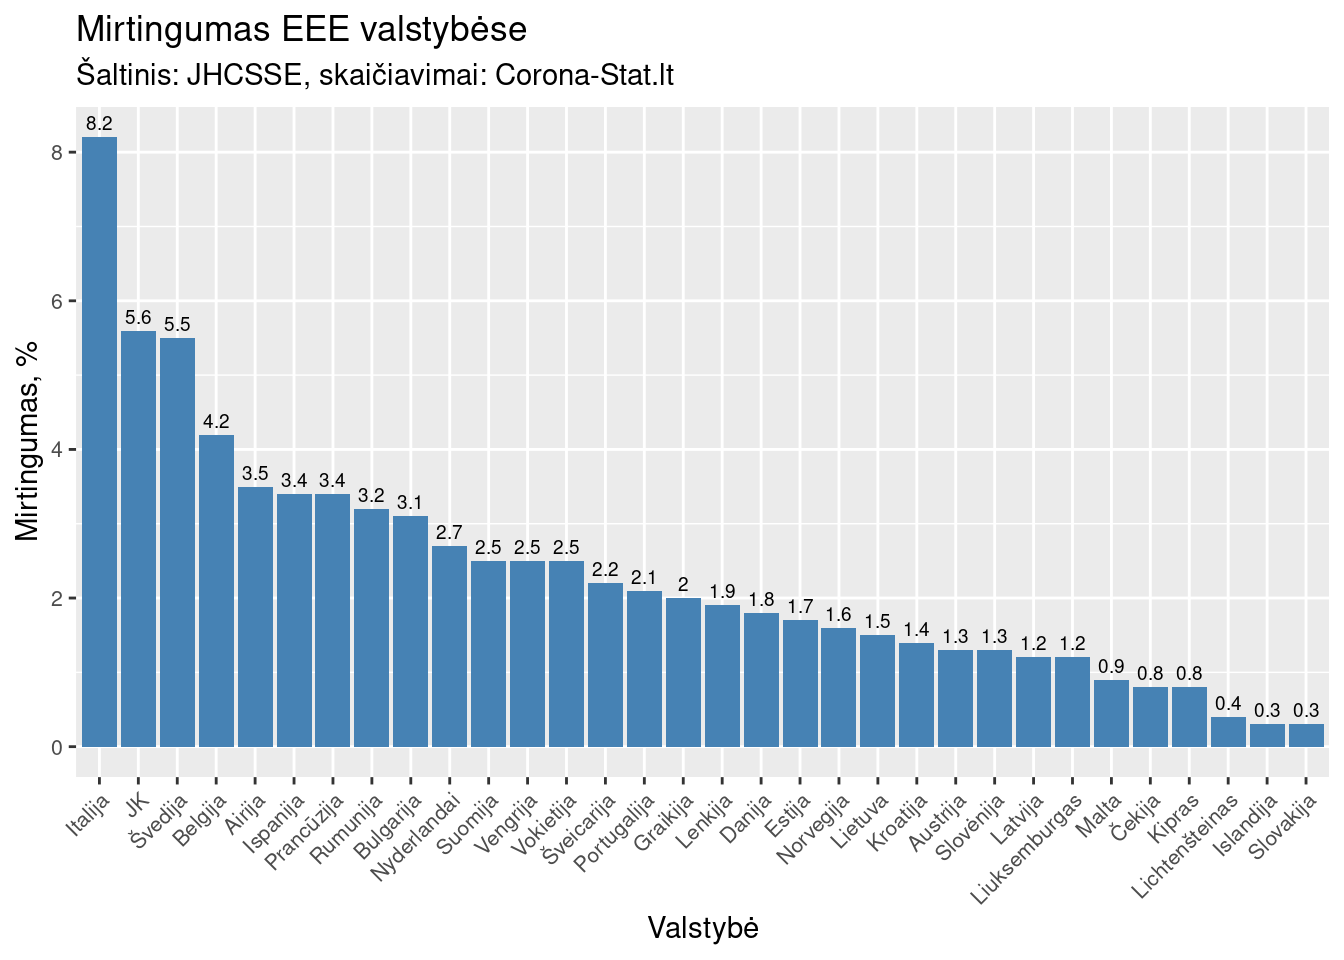 Mirtingumas EEE valstybėse
Šaltinis: JHCSSE, skaičiavimai: Corona-Stat.lt
Mirtingumas, %
8
6
4
2
0
8.2
5.6
5.5
4.2
3.5
3.4
3.4
3.2
3.1
2.7
2.5
2.5
2.5
2.2
2.1
2
1.9
1.8
1.7
1.6
1.5
1.4
1.3
1.3
1.2
1.2
0.9
0.8
0.8
0.4
0.3
0.3
Italija
JK
Švedija
Belgija
Airija
Ispanija
Prancūzija
Rumunija
Bulgarija
Nyderlandai
Suomija
Vengrija
Vokietija
Šveicarija
Portugalija
Graikija
Lenkija
Danija
Estija
Norvegija
Lietuva
Kroatija
Austrija
Slovėnija
Latvija
Liuksemburgas
Malta
Čekija
Kipras
Lichtenšteinas
Islandija
Slovakija
Valstybė